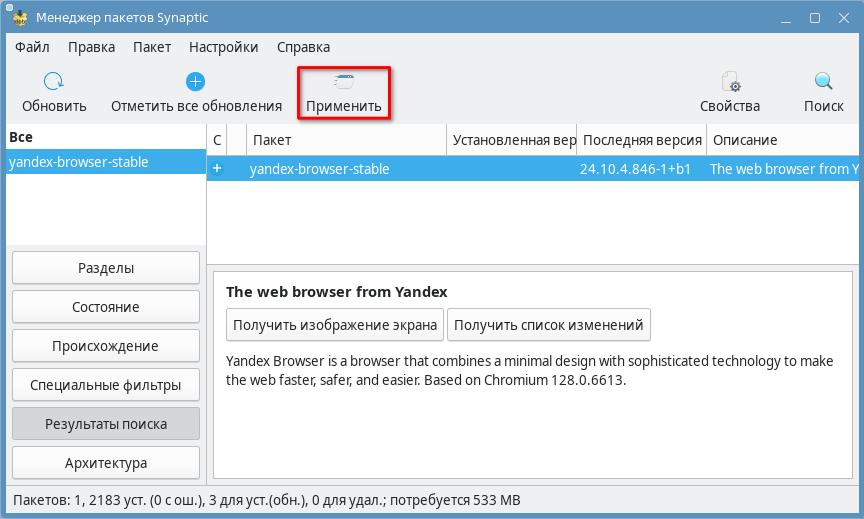 Менеджер пакетов Synaptic
Файл Правка Пакет Настройки Справка
Обновить Отметить все обновления Применить Свойства Поиск
Все
yandex-browser-stable
С Пакет Установленная вер Последняя версия Описание
yandex-browser-stable 24.10.4.846-1+b1 The web browser from Y
Разделы
Состояние
Происхождение
Специальные фильтры
Результаты поиска
Архитектура
The web browser from Yandex
Получить изображение экрана Получить список изменений
Yandex Browser is a browser that combines a minimal design with sophisticated technology to make
the web faster, safer, and easier. Based on Chromium 128.0.6613.
Пакетов: 1, 2183 уст. (0 с ош.), 3 для уст.(обн.), 0 для удал.; потребуется 533 MB